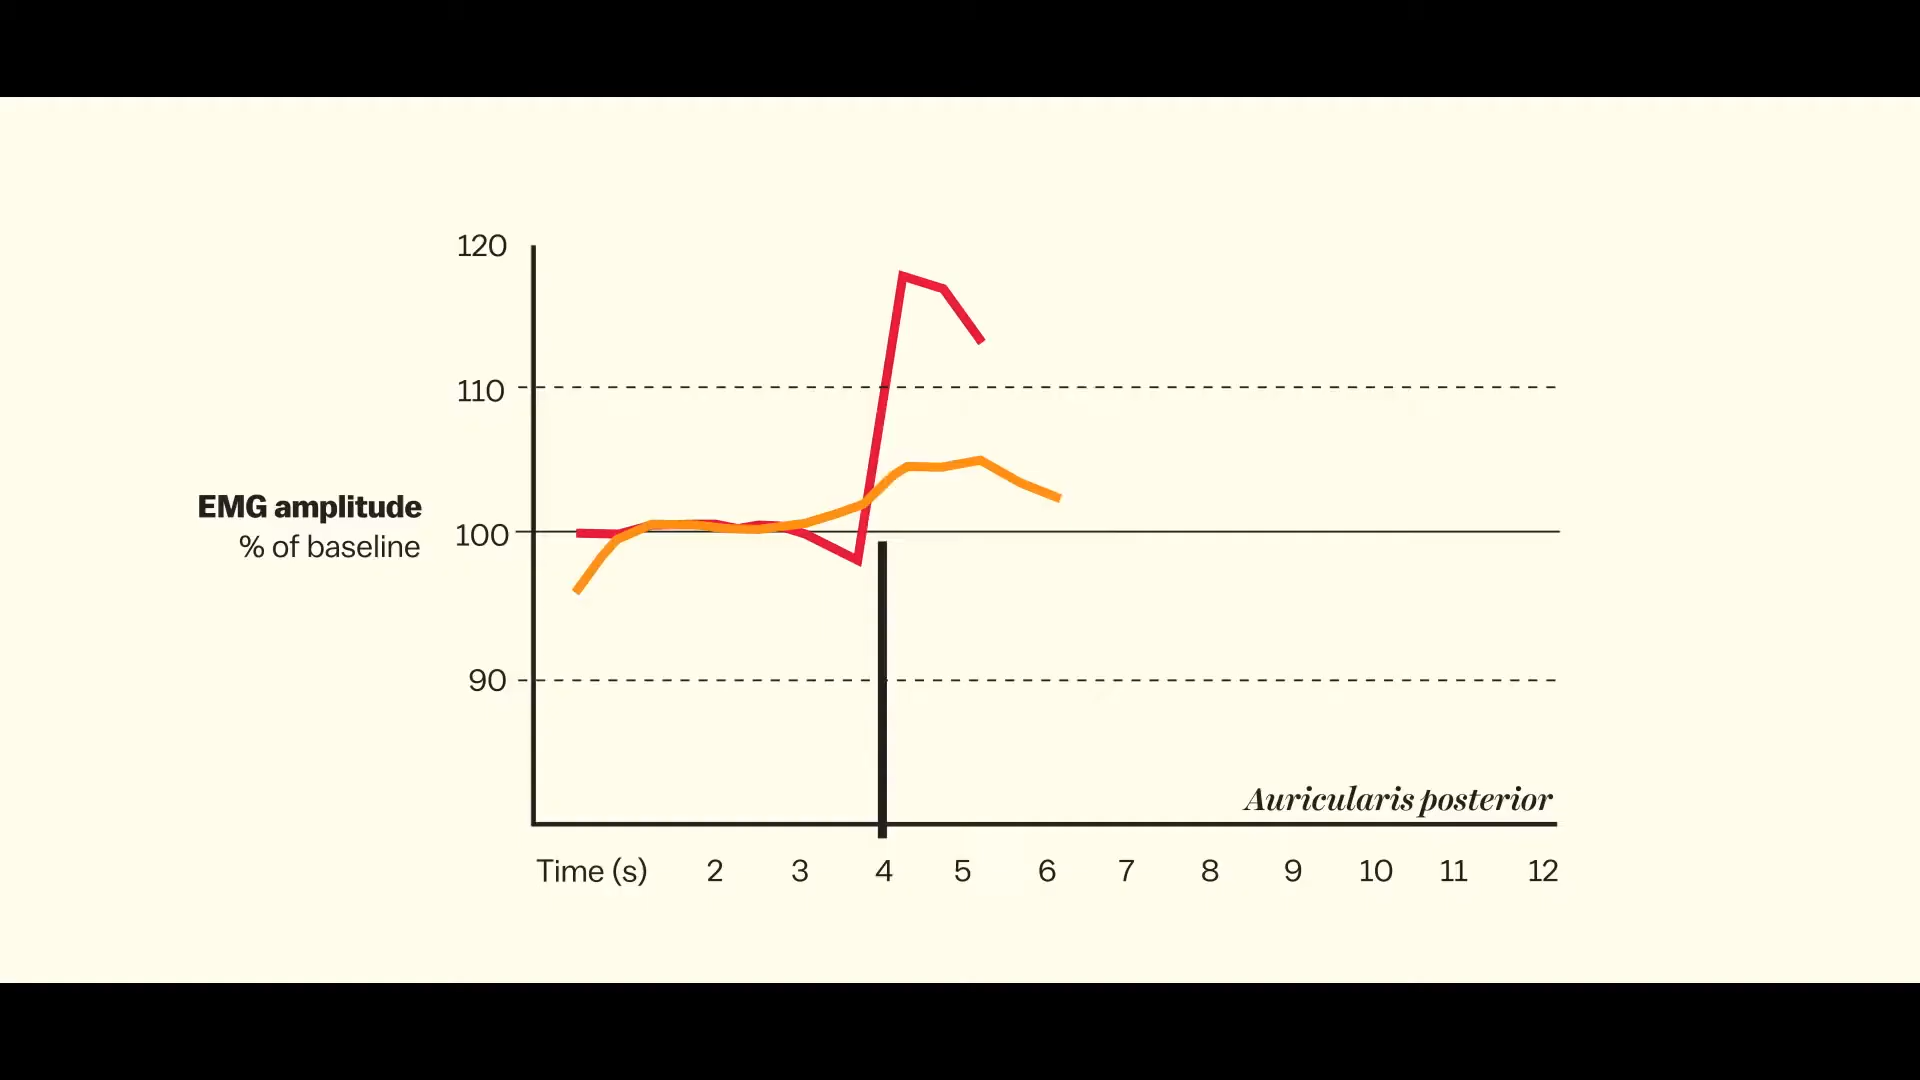 120
110
EMG amplitude
% of baseline
100
90
Auricularis posterior
Time (s) 2 3 4 5 6 7 8 9 10 11 12